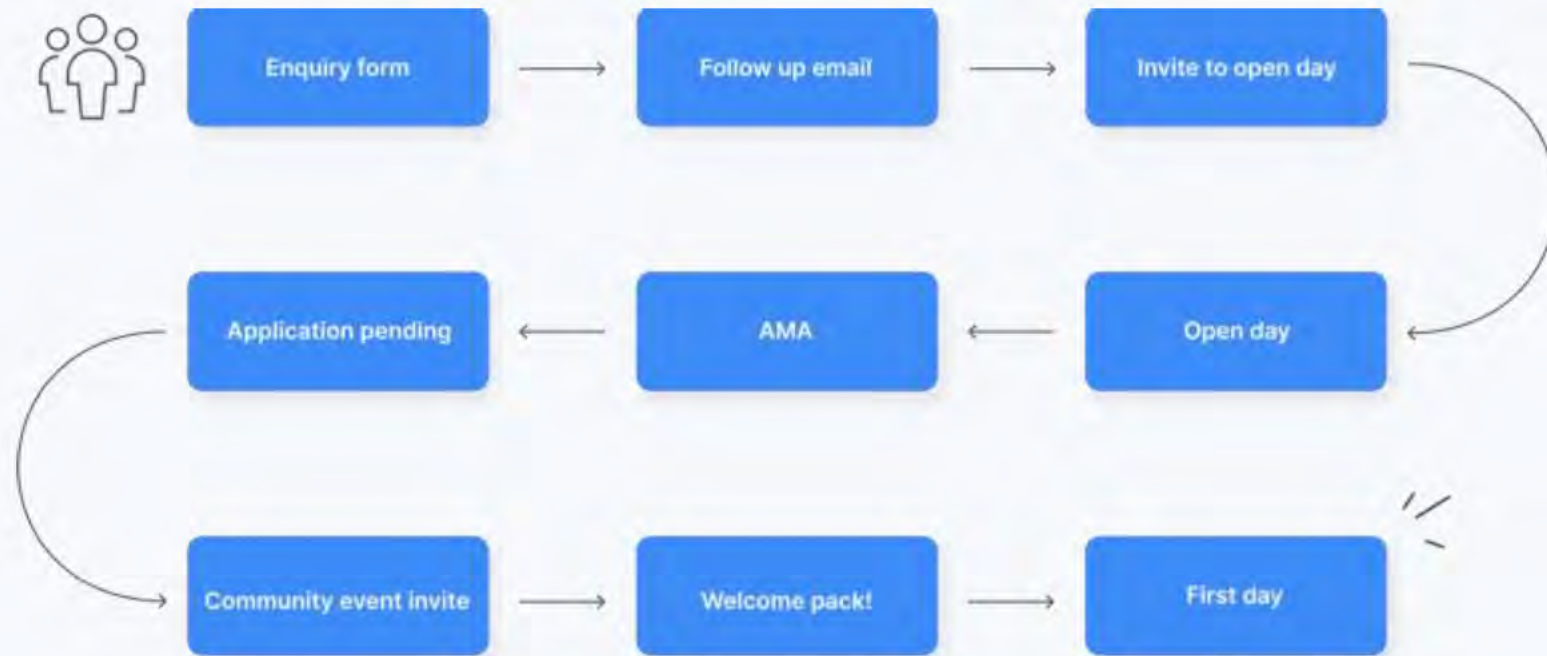 Enquiry form
Follow up email
Invite to open day
Open day
AMA
Application pending
Community event invite
Welcome pack!
First day